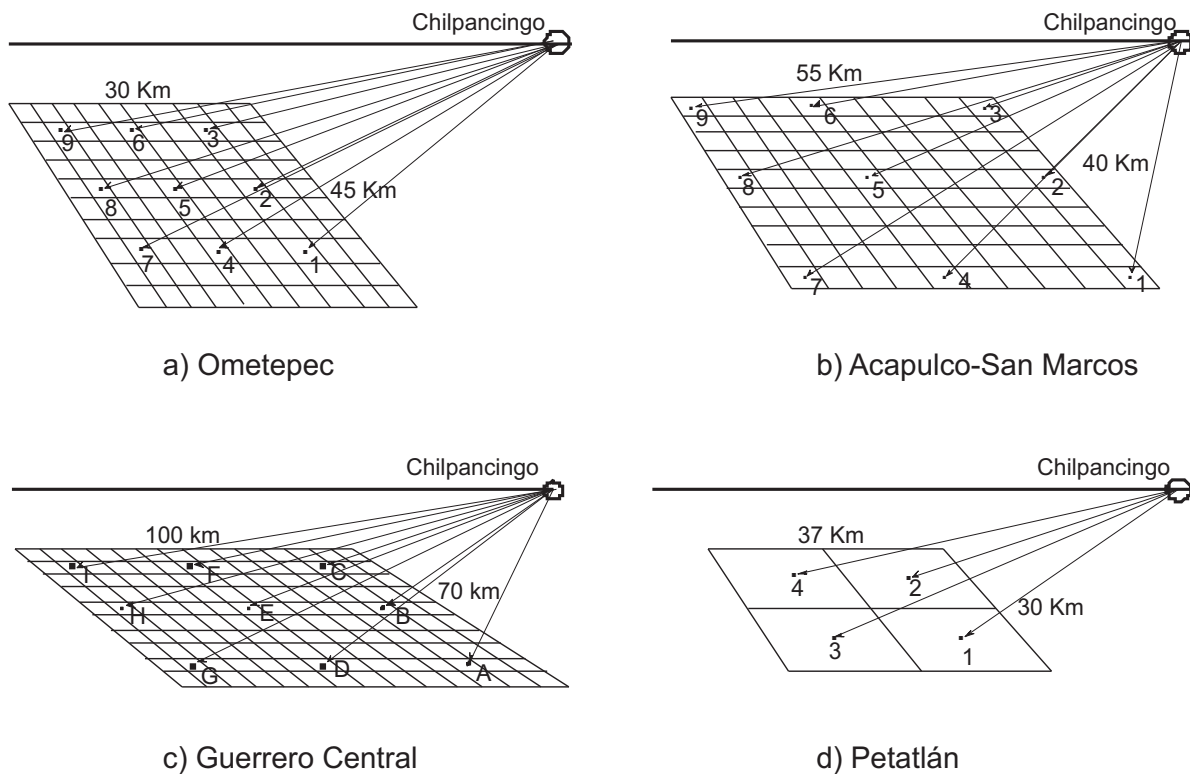 Chilpancingo
30 Km
9 6 3
45 Km
8 5 2
7 4 1
a) Ometepec
Chilpancingo
55 Km
9 6 3
40 Km
8 5 2
7 4 1
b) Acapulco-San Marcos
Chilpancingo
100 km
I F C
70 km
H E B
G D A
c) Guerrero Central
Chilpancingo
37 Km
4 2
30 Km
3 1
d) Petatlán